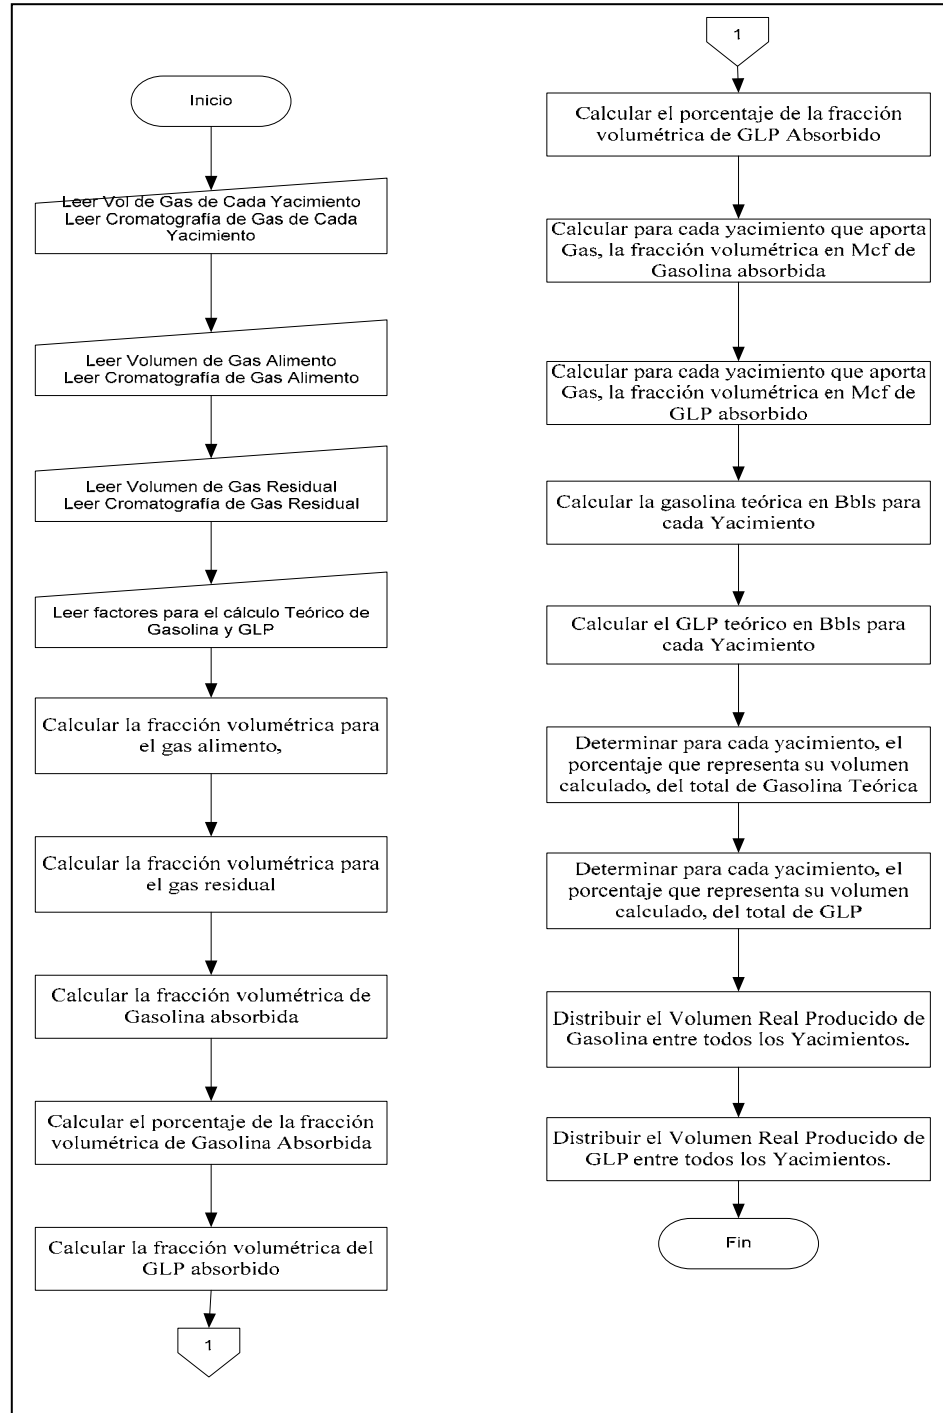 Inicio
Leer Vol de Gas de Cada Yacimiento
Leer Cromatografía de Gas de Cada
Yacimiento
Leer Volumen de Gas Alimento
Leer Cromatografía de Gas Alimento
Leer Volumen de Gas Residual
Leer Cromatografía de Gas Residual
Leer factores para el cálculo Teórico de
Gasolina y GLP
Calcular la fracción volumétrica para
el gas alimento,
Calcular la fracción volumétrica para
el gas residual
Calcular la fracción volumétrica de
Gasolina absorbida
Calcular el porcentaje de la fracción
volumétrica de Gasolina Absorbida
Calcular la fracción volumétrica del
GLP absorbido
1
1
Calcular el porcentaje de la fracción
volumétrica de GLP Absorbido
Calcular para cada yacimiento que aporta
Gas, la fracción volumétrica en Mcf de
Gasolina absorbida
Calcular para cada yacimiento que aporta
Gas, la fracción volumétrica en Mcf de
GLP absorbido
Calcular la gasolina teórica en Bbls para
cada Yacimiento
Calcular el GLP teórico en Bbls para
cada Yacimiento
Determinar para cada yacimiento, el
porcentaje que representa su volumen
calculado, del total de Gasolina Teórica
Determinar para cada yacimiento, el
porcentaje que representa su volumen
calculado, del total de GLP
Distribuir el Volumen Real Producido de
Gasolina entre todos los Yacimientos.
Distribuir el Volumen Real Producido de
GLP entre todos los Yacimientos.
Fin